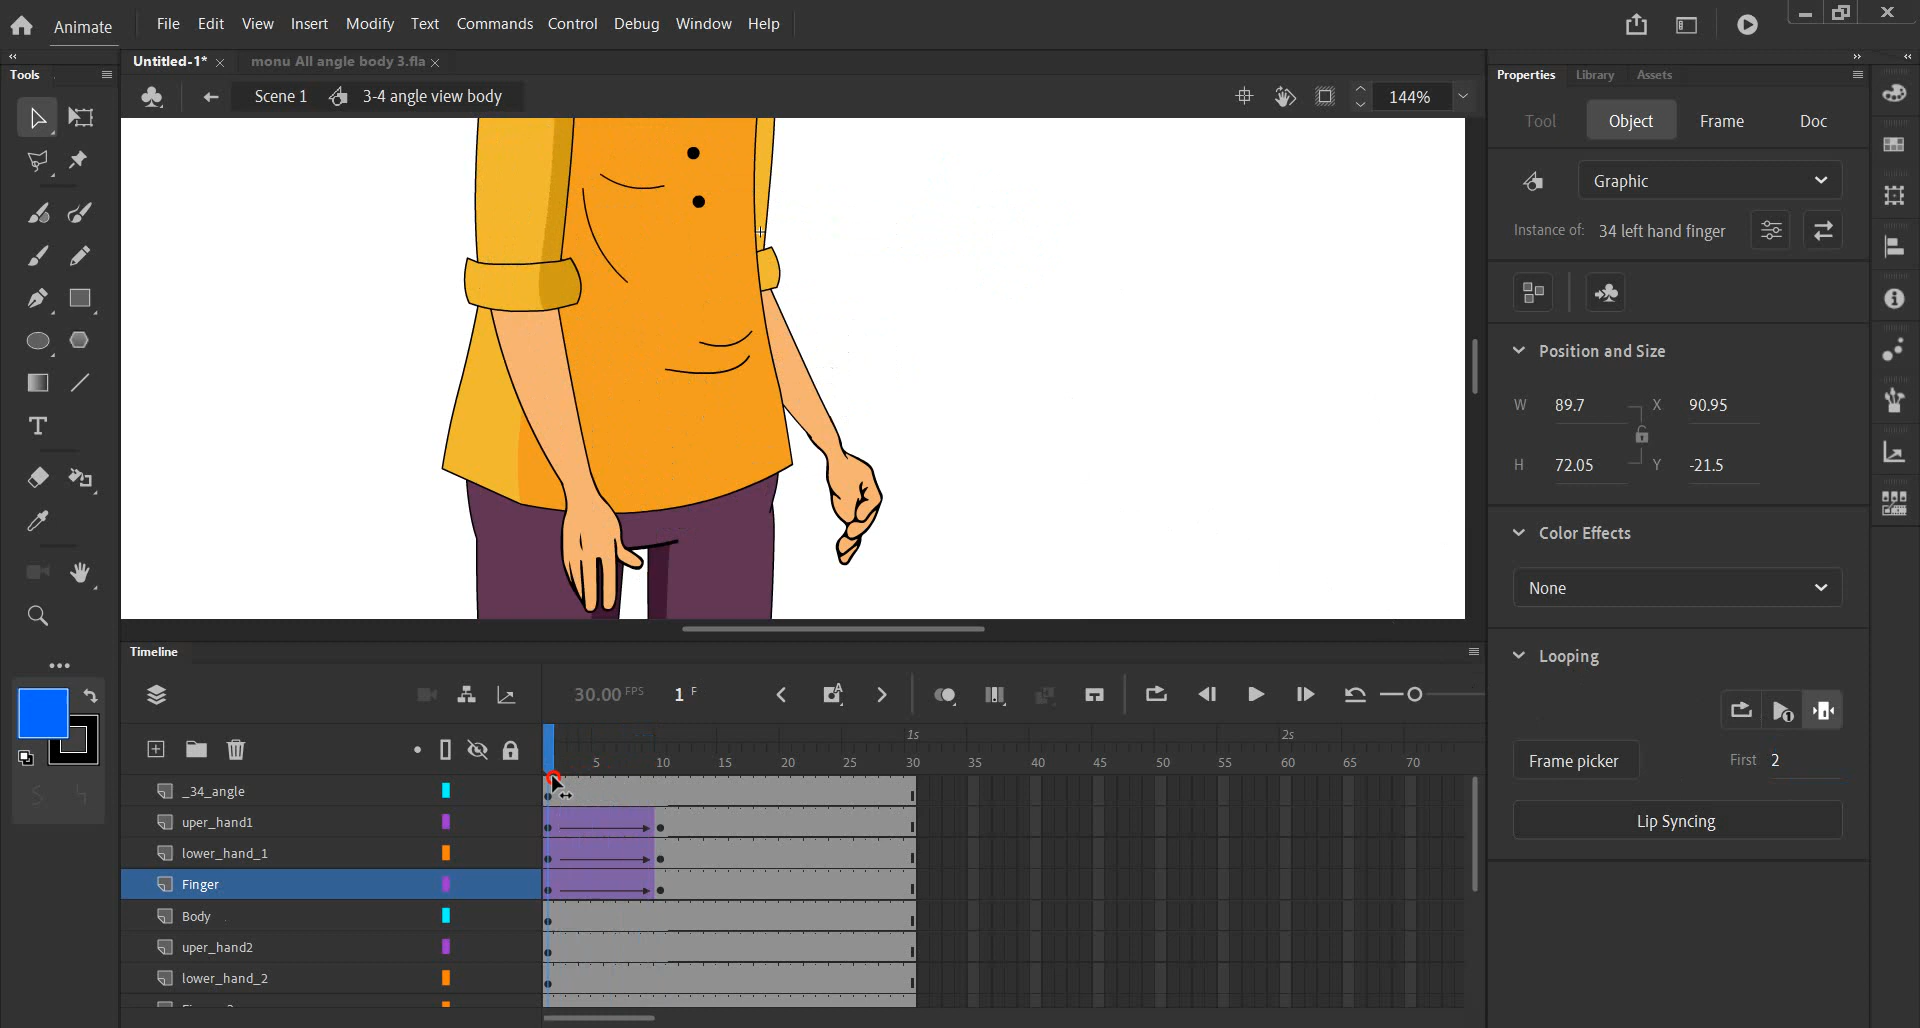 Animate File Edit View Insert Modify Text Commands Control Debug Window Help
Tools
Untitled-1* monu All angle body 3.fla
Scene 1 3-4 angle view body 144%
Properties Library Assets
Tool Object Frame Doc
Graphic
Instance of: 34 left hand finger
Position and Size
W 89.7 X 90.95
H 72.05 Y -21.5
Color Effects
None
Looping
Frame picker First 2
Lip Syncing
T
Timeline
30.00 FPS 1 F
1s 2s
5 10 15 20 25 30 35 40 45 50 55 60 65 70
_34_angle
uper_hand1
lower_hand_1
Finger
Body
uper_hand2
lower_hand_2